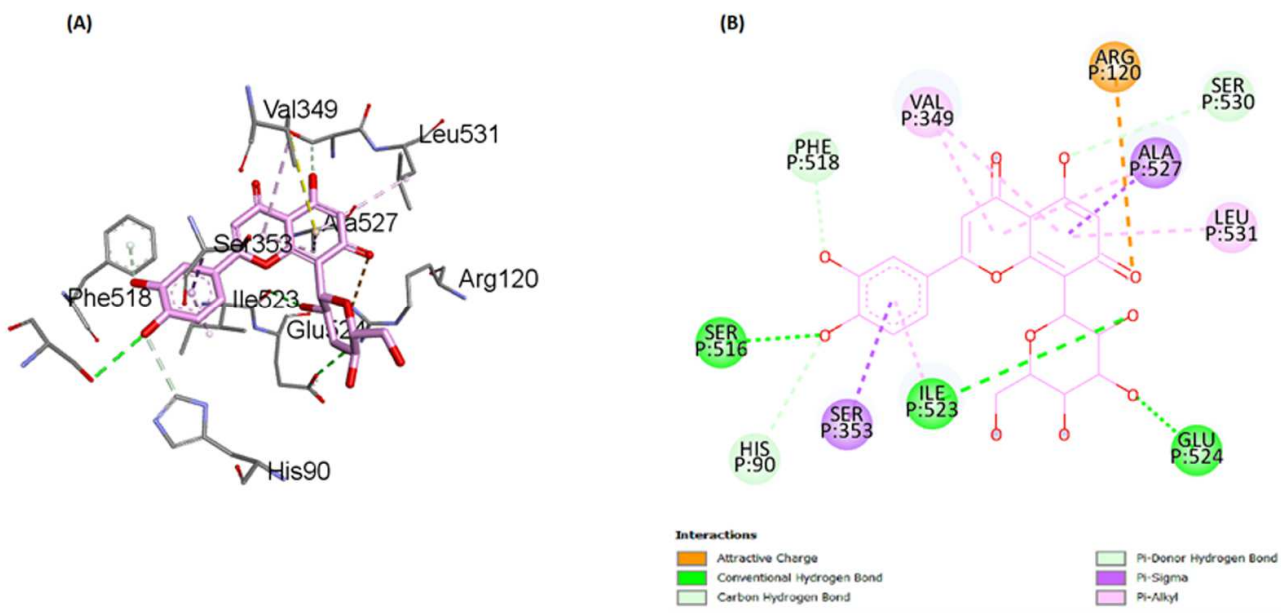 (A)
(B)
Val349
Leu531
Ala527
Ser353
Arg120
Phe518
Ile523
Glu524
His90
ARG
P:120
SER
P:530
VAL
P:349
PHE
P:518
ALA
P:527
LEU
P:531
SER
P:516
ILE
P:523
SER
P:353
HIS
P:90
GLU
P:524
O
O
O
O
O
O
O
O
O
O
O
Interactions
Attractive Charge
Conventional Hydrogen Bond
Carbon Hydrogen Bond
Pi-Donor Hydrogen Bond
Pi-Sigma
Pi-Alkyl